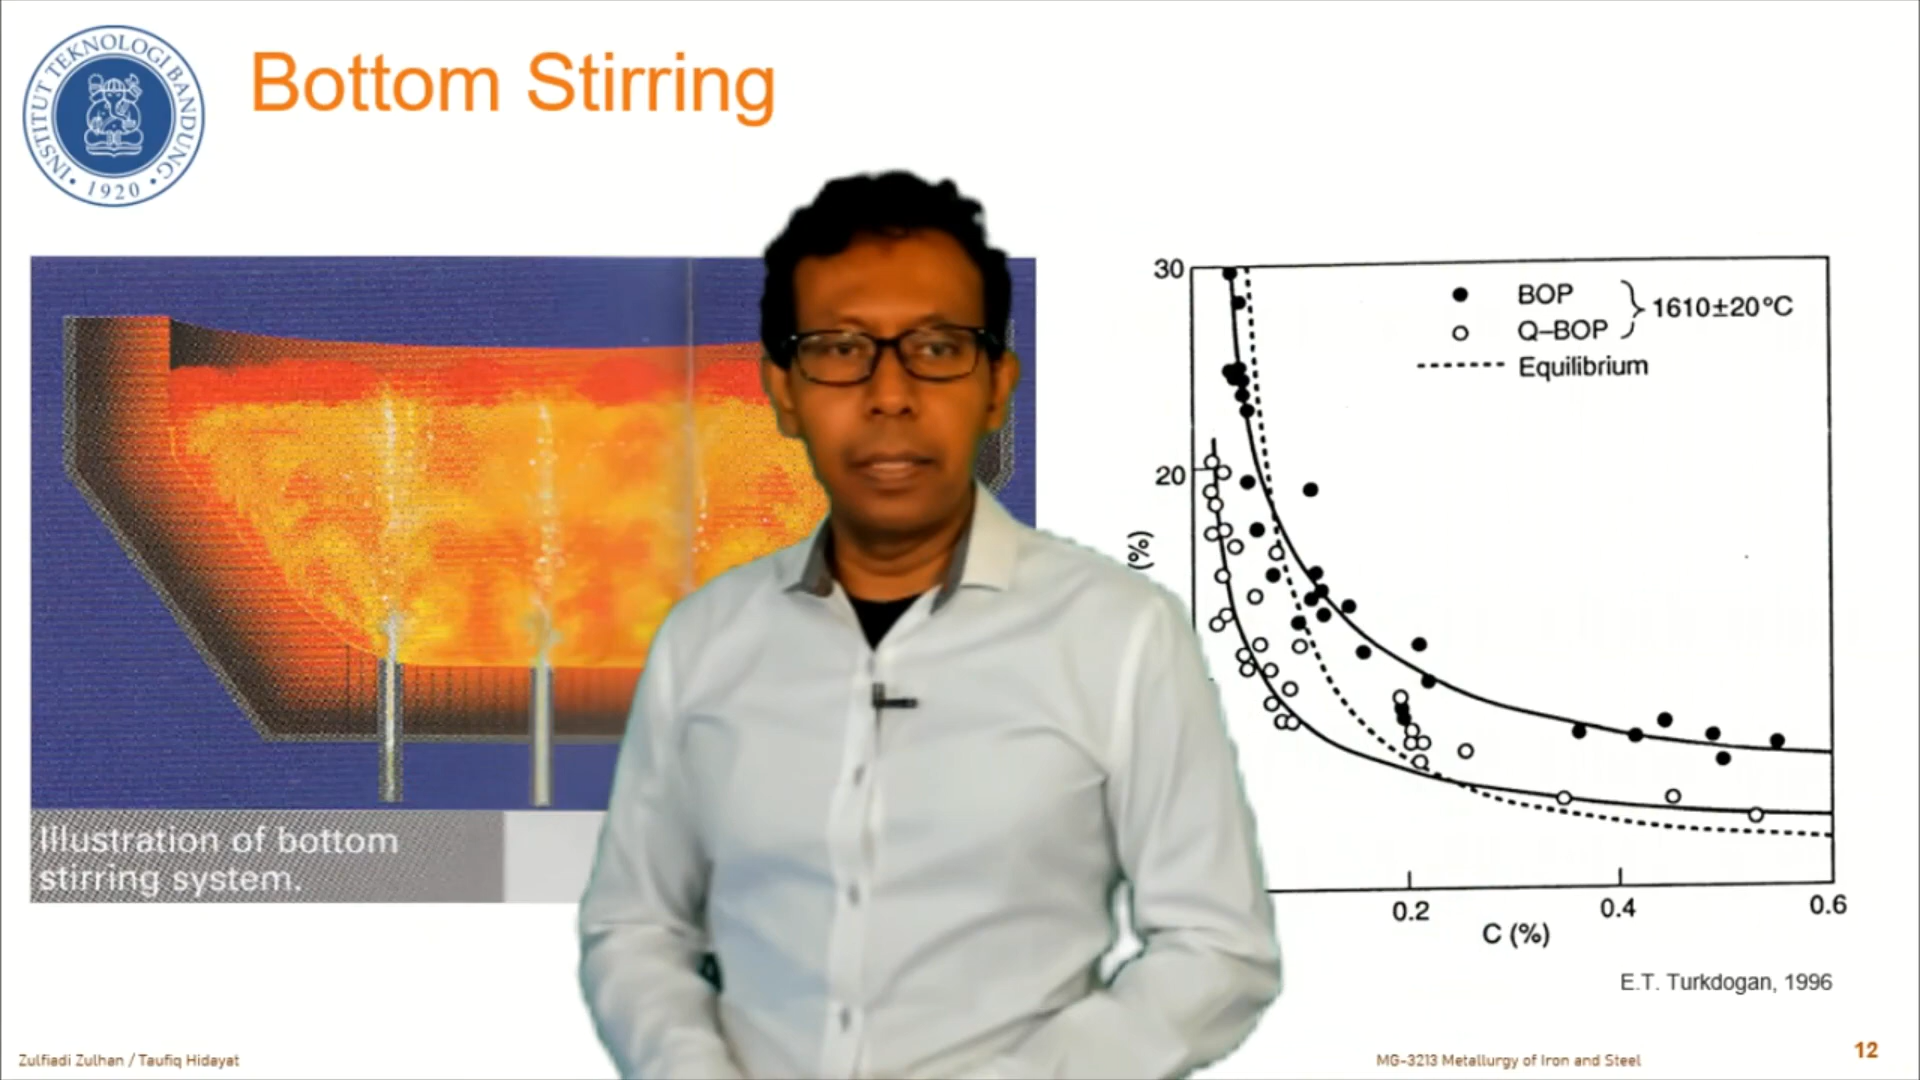 INSTITUT TEKNOLOGI BANDUNG
• 1920 •
Bottom Stirring
Illustration of bottom
stirring system.
30
20
(%)
BOP
Q–BOP
1610±20°C
Equilibrium
0.2
0.4
0.6
C (%)
E.T. Turkdogan, 1996
Zulfiadi Zulhan / Taufiq Hidayat
MG-3213 Metallurgy of Iron and Steel
12